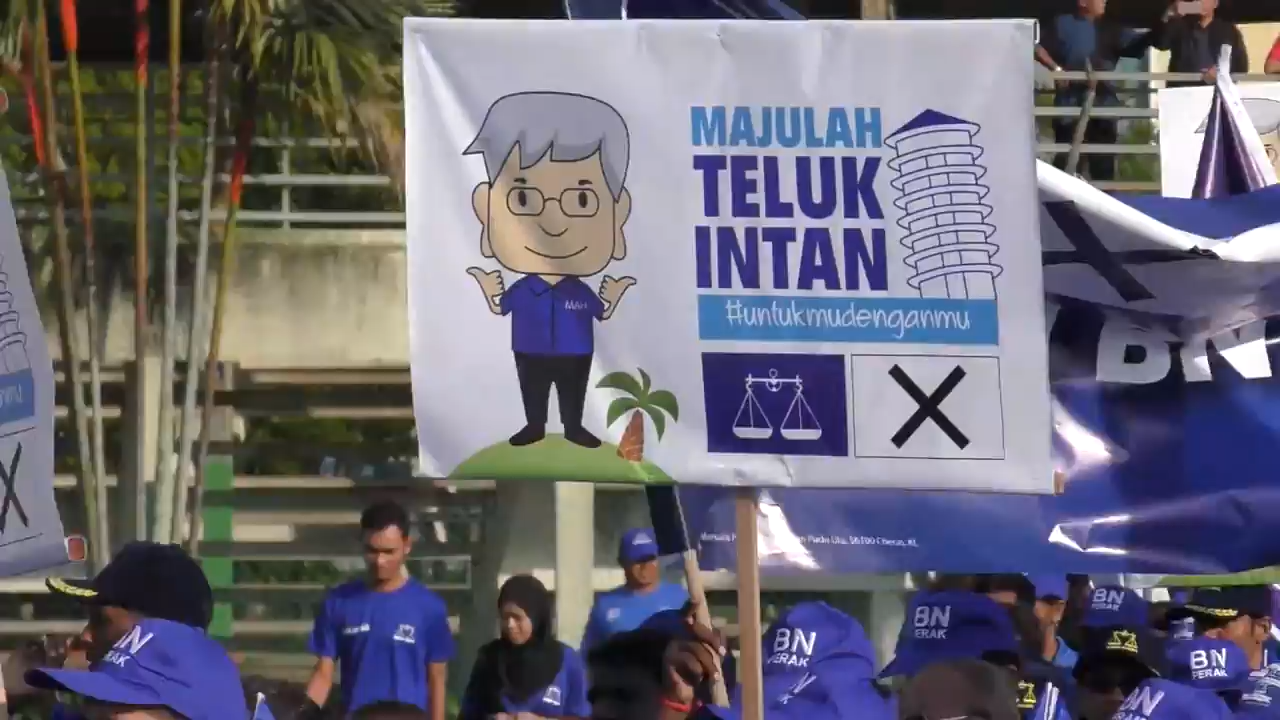 MAJULAH
TELUK
INTAN
#untukmudenganmu
MAH
BN
BN
PERAK
BN
PERAK
BN
PERAK
BN
PERAK